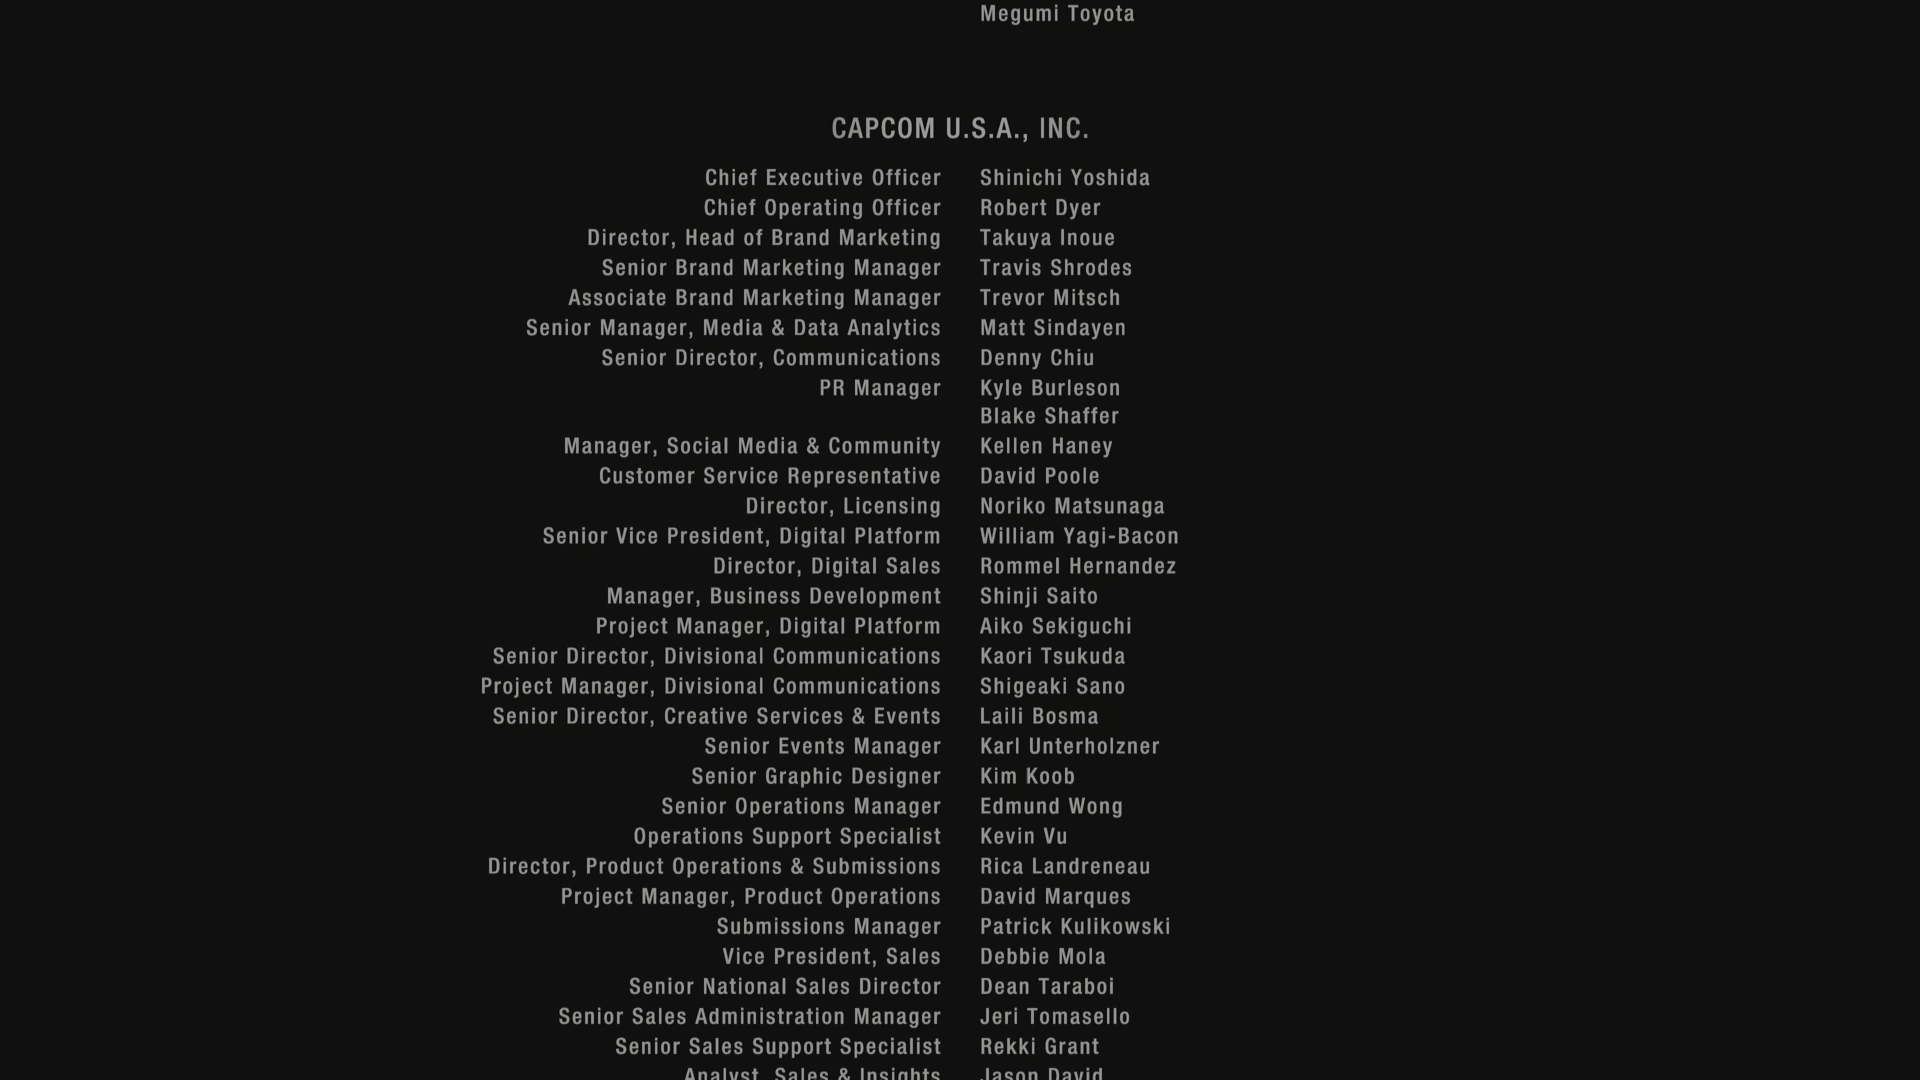 Megumi Toyota
CAPCOM U.S.A., INC.
Chief Executive Officer Shinichi Yoshida
Chief Operating Officer Robert Dyer
Director, Head of Brand Marketing Takuya Inoue
Senior Brand Marketing Manager Travis Shrodes
Associate Brand Marketing Manager Trevor Mitsch
Senior Manager, Media & Data Analytics Matt Sindayen
Senior Director, Communications Denny Chiu
PR Manager Kyle Burleson
Blake Shaffer
Manager, Social Media & Community Kellen Haney
Customer Service Representative David Poole
Director, Licensing Noriko Matsunaga
Senior Vice President, Digital Platform William Yagi-Bacon
Director, Digital Sales Rommel Hernandez
Manager, Business Development Shinji Saito
Project Manager, Digital Platform Aiko Sekiguchi
Senior Director, Divisional Communications Kaori Tsukuda
Project Manager, Divisional Communications Shigeaki Sano
Senior Director, Creative Services & Events Laili Bosma
Senior Events Manager Karl Unterholzner
Senior Graphic Designer Kim Koob
Senior Operations Manager Edmund Wong
Operations Support Specialist Kevin Vu
Director, Product Operations & Submissions Rica Landreneau
Project Manager, Product Operations David Marques
Submissions Manager Patrick Kulikowski
Vice President, Sales Debbie Mola
Senior National Sales Director Dean Taraboi
Senior Sales Administration Manager Jeri Tomasello
Senior Sales Support Specialist Rekki Grant
Analyst, Sales & Insights Jason David